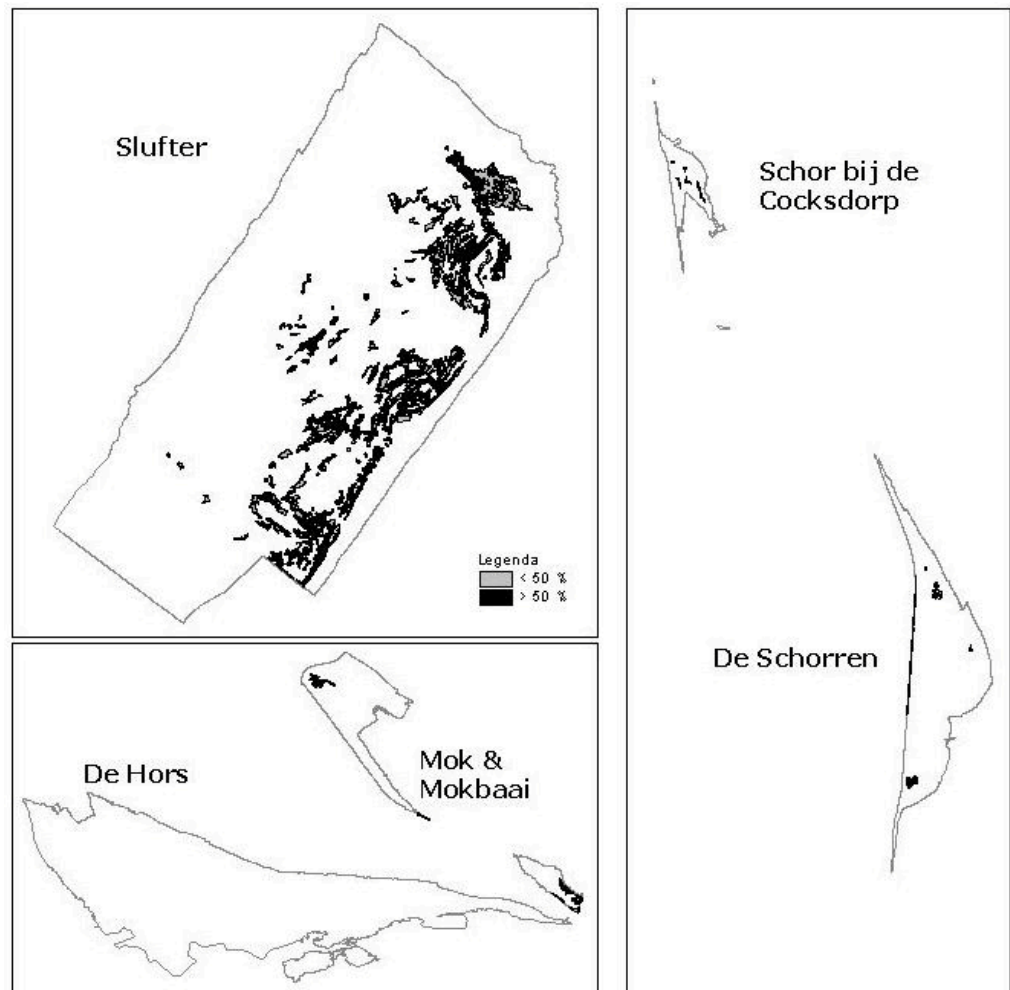 Slufter
Legenda
< 50 %
> 50 %
Schor bij de
Cocksdorp
De Schorren
De Hors
Mok &
Mokbaai